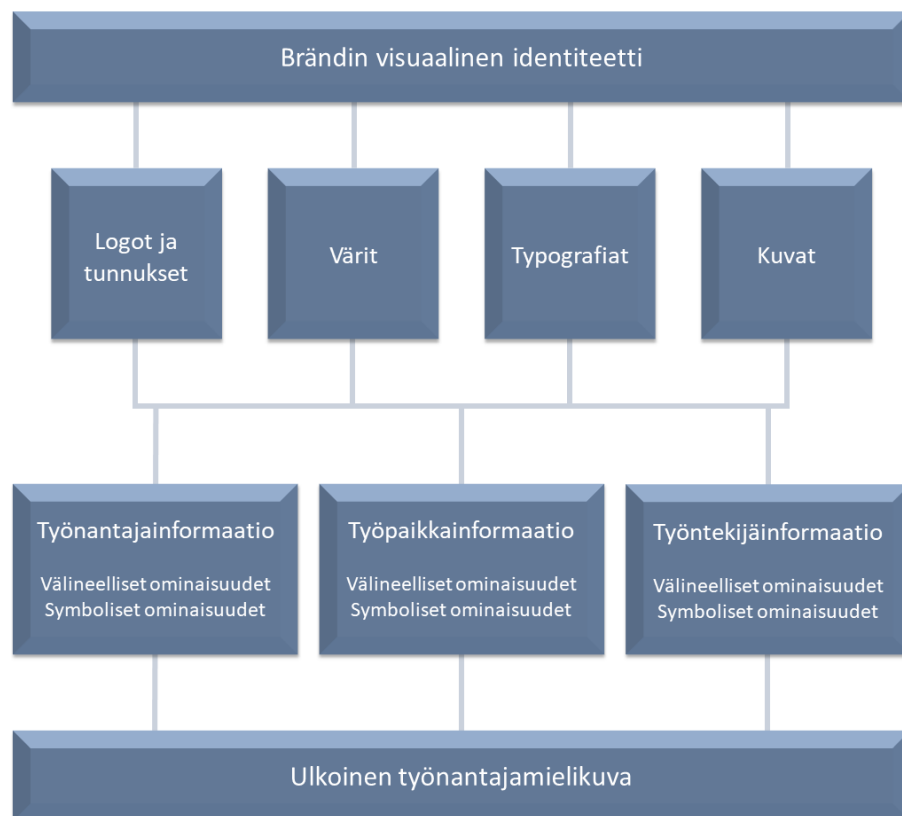 Brändin visuaalinen identiteetti
Logot ja
tunnukset
Värit
Typografiat
Kuvat
Työnantajainformaatio
Välineelliset ominaisuudet
Symboliset ominaisuudet
Työpaikkainformaatio
Välineelliset ominaisuudet
Symboliset ominaisuudet
Työntekijäinformaatio
Välineelliset ominaisuudet
Symboliset ominaisuudet
Ulkoinen työnantajamielikuva